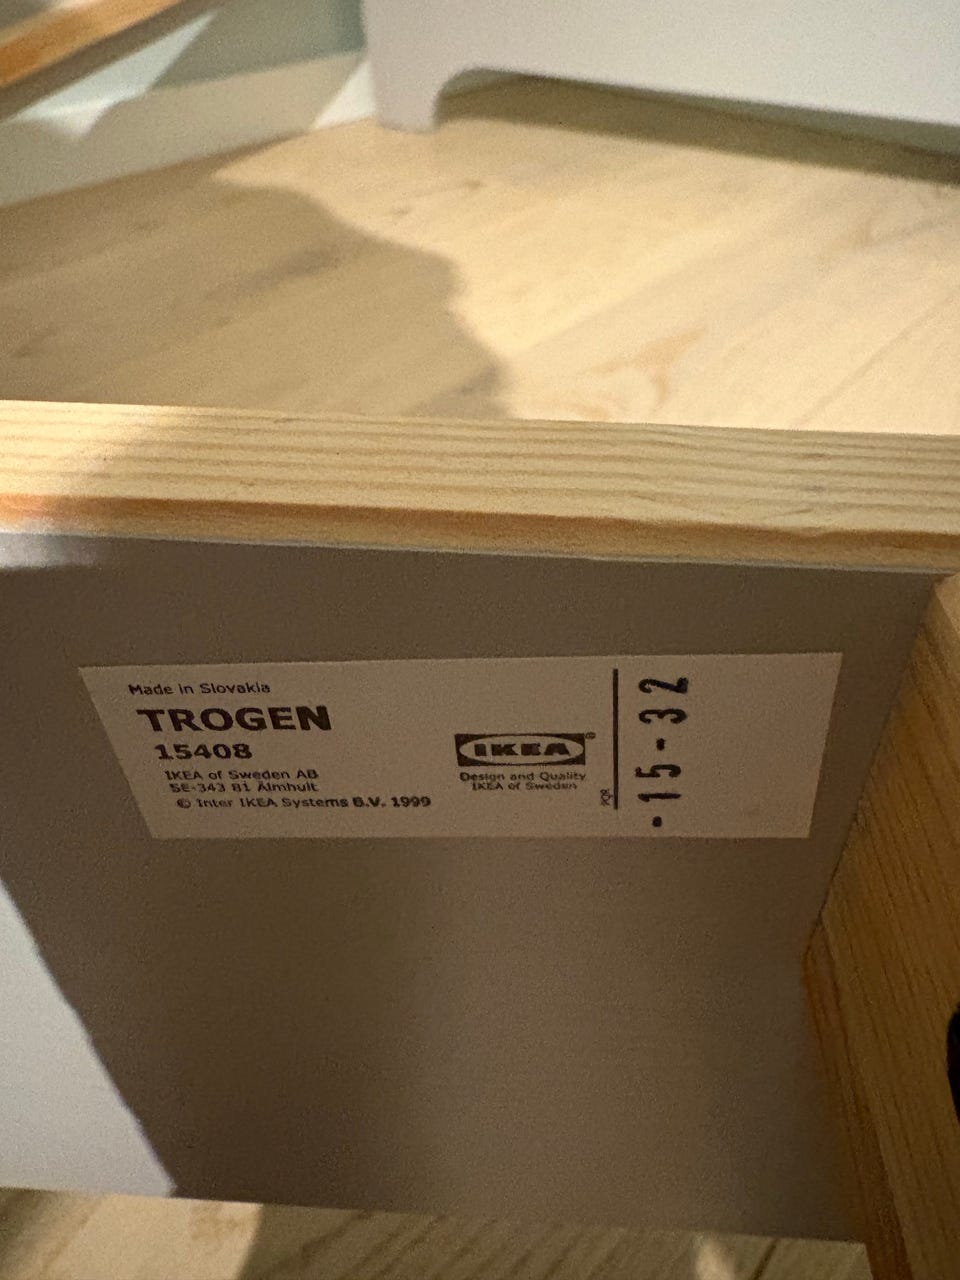 Made in Slovakia
TROGEN
15408
IKEA of Sweden AB
SE-343 81 Älmhult
© Inter IKEA Systems B.V. 1999
IKEA®
Design and Quality
IKEA of Sweden
PQR
-15-32